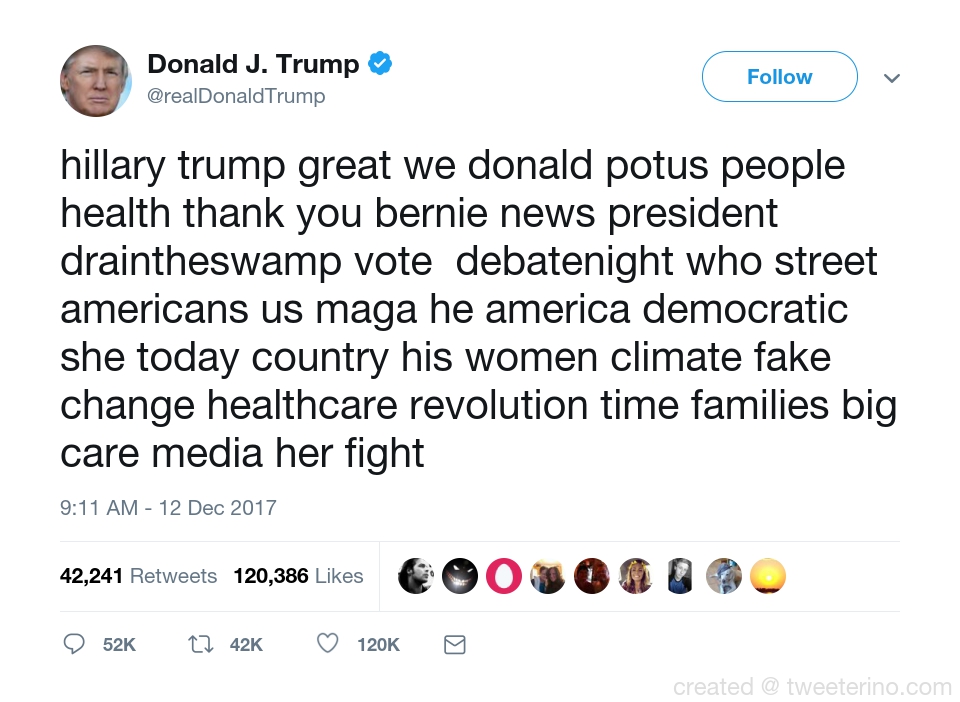 Donald J. Trump
@realDonaldTrump
Follow
hillary trump great we donald potus people
health thank you bernie news president
draintheswamp vote  debatenight who street
americans us maga he america democratic
she today country his women climate fake
change healthcare revolution time families big
care media her fight
9:11 AM - 12 Dec 2017
42,241 Retweets 120,386 Likes
52K 42K 120K
created @ tweeterino.com